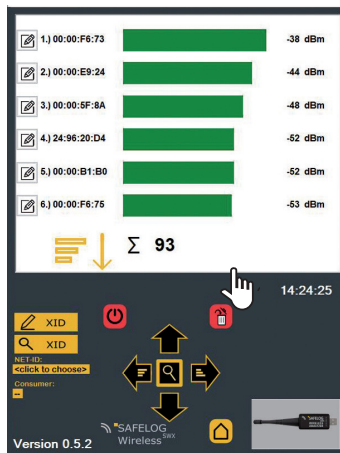 1.) 00:00:F6:73 -38 dBm
2.) 00:00:E9:24 -44 dBm
3.) 00:00:5F:8A -48 dBm
4.) 24:96:20:D4 -52 dBm
5.) 00:00:B1:B0 -52 dBm
6.) 00:00:F6:75 -53 dBm
Σ 93
14:24:25
XID
XID
NET-ID:
<click to choose>
Consumer:
--
SAFELOG
Wireless SWX
Version 0.5.2
SAFELOG